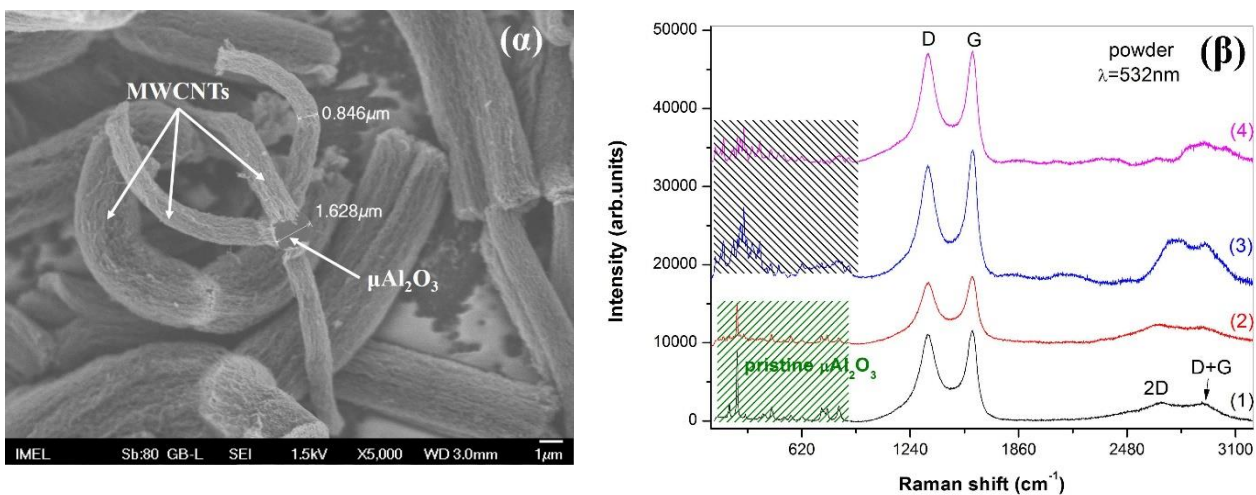 (α)
MWCNTs
0.846μm
1.628μm
μAl₂O₃
IMEL Sb:80 GB-L SEI 1.5kV X5,000 WD 3.0mm 1μm
(β)
50000
40000
30000
20000
10000
0
Intensity (arb.units)
D G
powder
λ=532nm
(4)
(3)
(2)
pristine μAl₂O₃
2D
D+G
(1)
620 1240 1860 2480 3100
Raman shift (cm⁻¹)